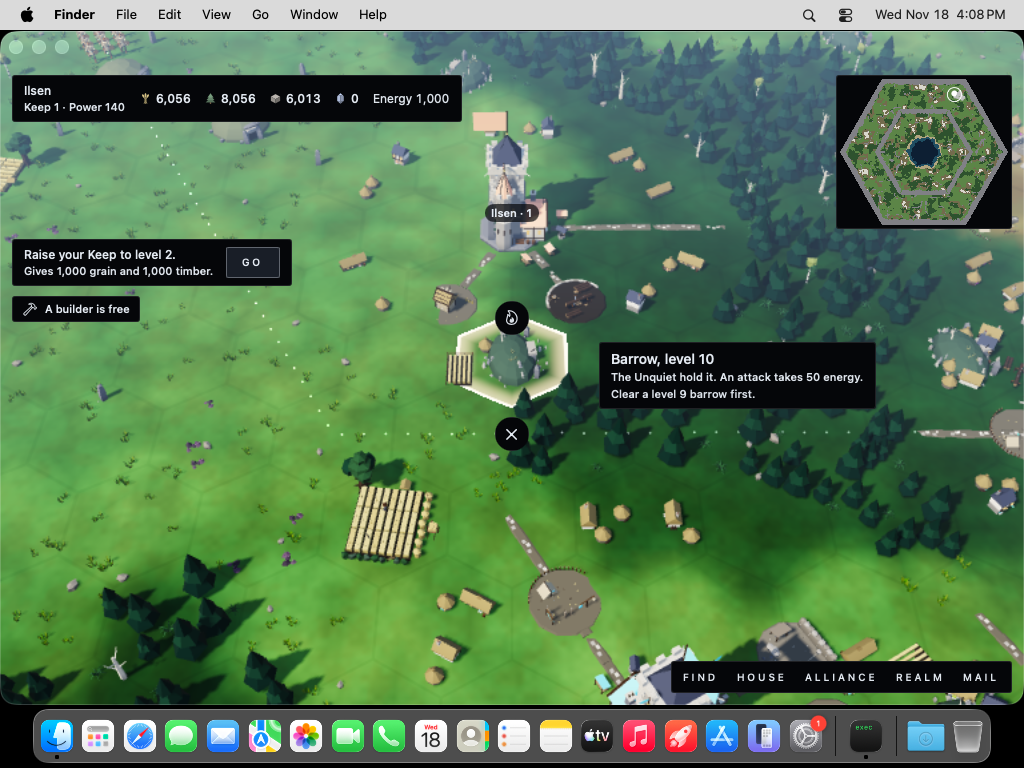 Finder File Edit View Go Window Help
Wed Nov 18 4:08 PM
Ilsen
Keep 1 · Power 140
6,056 8,056 6,013 0 Energy 1,000
Ilsen · 1
Raise your Keep to level 2.
Gives 1,000 grain and 1,000 timber.
GO
A builder is free
Barrow, level 10
The Unquiet hold it. An attack takes 50 energy.
Clear a level 9 barrow first.
FIND HOUSE ALLIANCE REALM MAIL
Wed
18
tv
1
exec